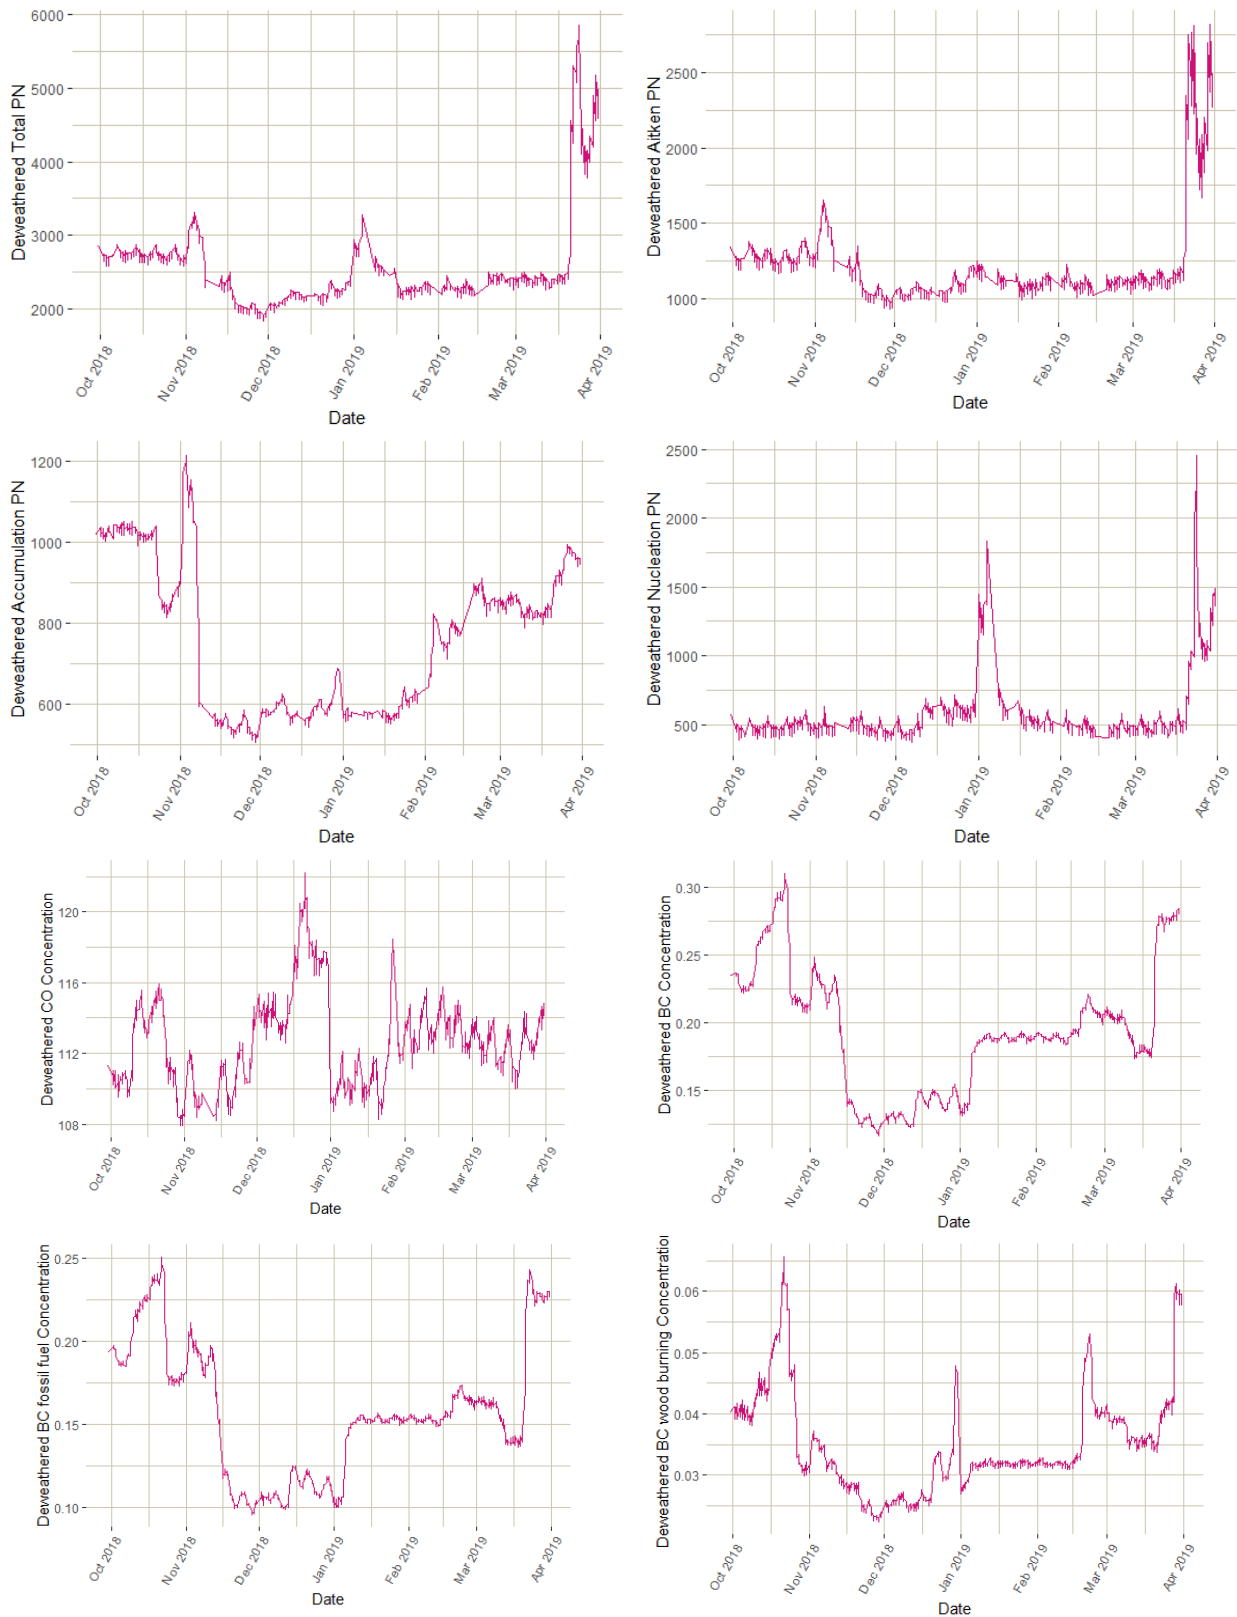 Deweathered Total PN
6000
5000
4000
3000
2000
Oct 2018
Nov 2018
Dec 2018
Jan 2019
Feb 2019
Mar 2019
Apr 2019
Date
Deweathered Aitken PN
2500
2000
1500
1000
Oct 2018
Nov 2018
Dec 2018
Jan 2019
Feb 2019
Mar 2019
Apr 2019
Date
Deweathered Accumulation PN
1200
1000
800
600
Oct 2018
Nov 2018
Dec 2018
Jan 2019
Feb 2019
Mar 2019
Apr 2019
Date
Deweathered Nucleation PN
2500
2000
1500
1000
500
Oct 2018
Nov 2018
Dec 2018
Jan 2019
Feb 2019
Mar 2019
Apr 2019
Date
Deweathered CO Concentration
120
116
112
108
Oct 2018
Nov 2018
Dec 2018
Jan 2019
Feb 2019
Mar 2019
Apr 2019
Date
Deweathered BC Concentration
0.30
0.25
0.20
0.15
Oct 2018
Nov 2018
Dec 2018
Jan 2019
Feb 2019
Mar 2019
Apr 2019
Date
Deweathered BC fossil fuel Concentration
0.25
0.20
0.15
0.10
Oct 2018
Nov 2018
Dec 2018
Jan 2019
Feb 2019
Mar 2019
Apr 2019
Date
Deweathered BC wood burning Concentration
0.06
0.05
0.04
0.03
Oct 2018
Nov 2018
Dec 2018
Jan 2019
Feb 2019
Mar 2019
Apr 2019
Date